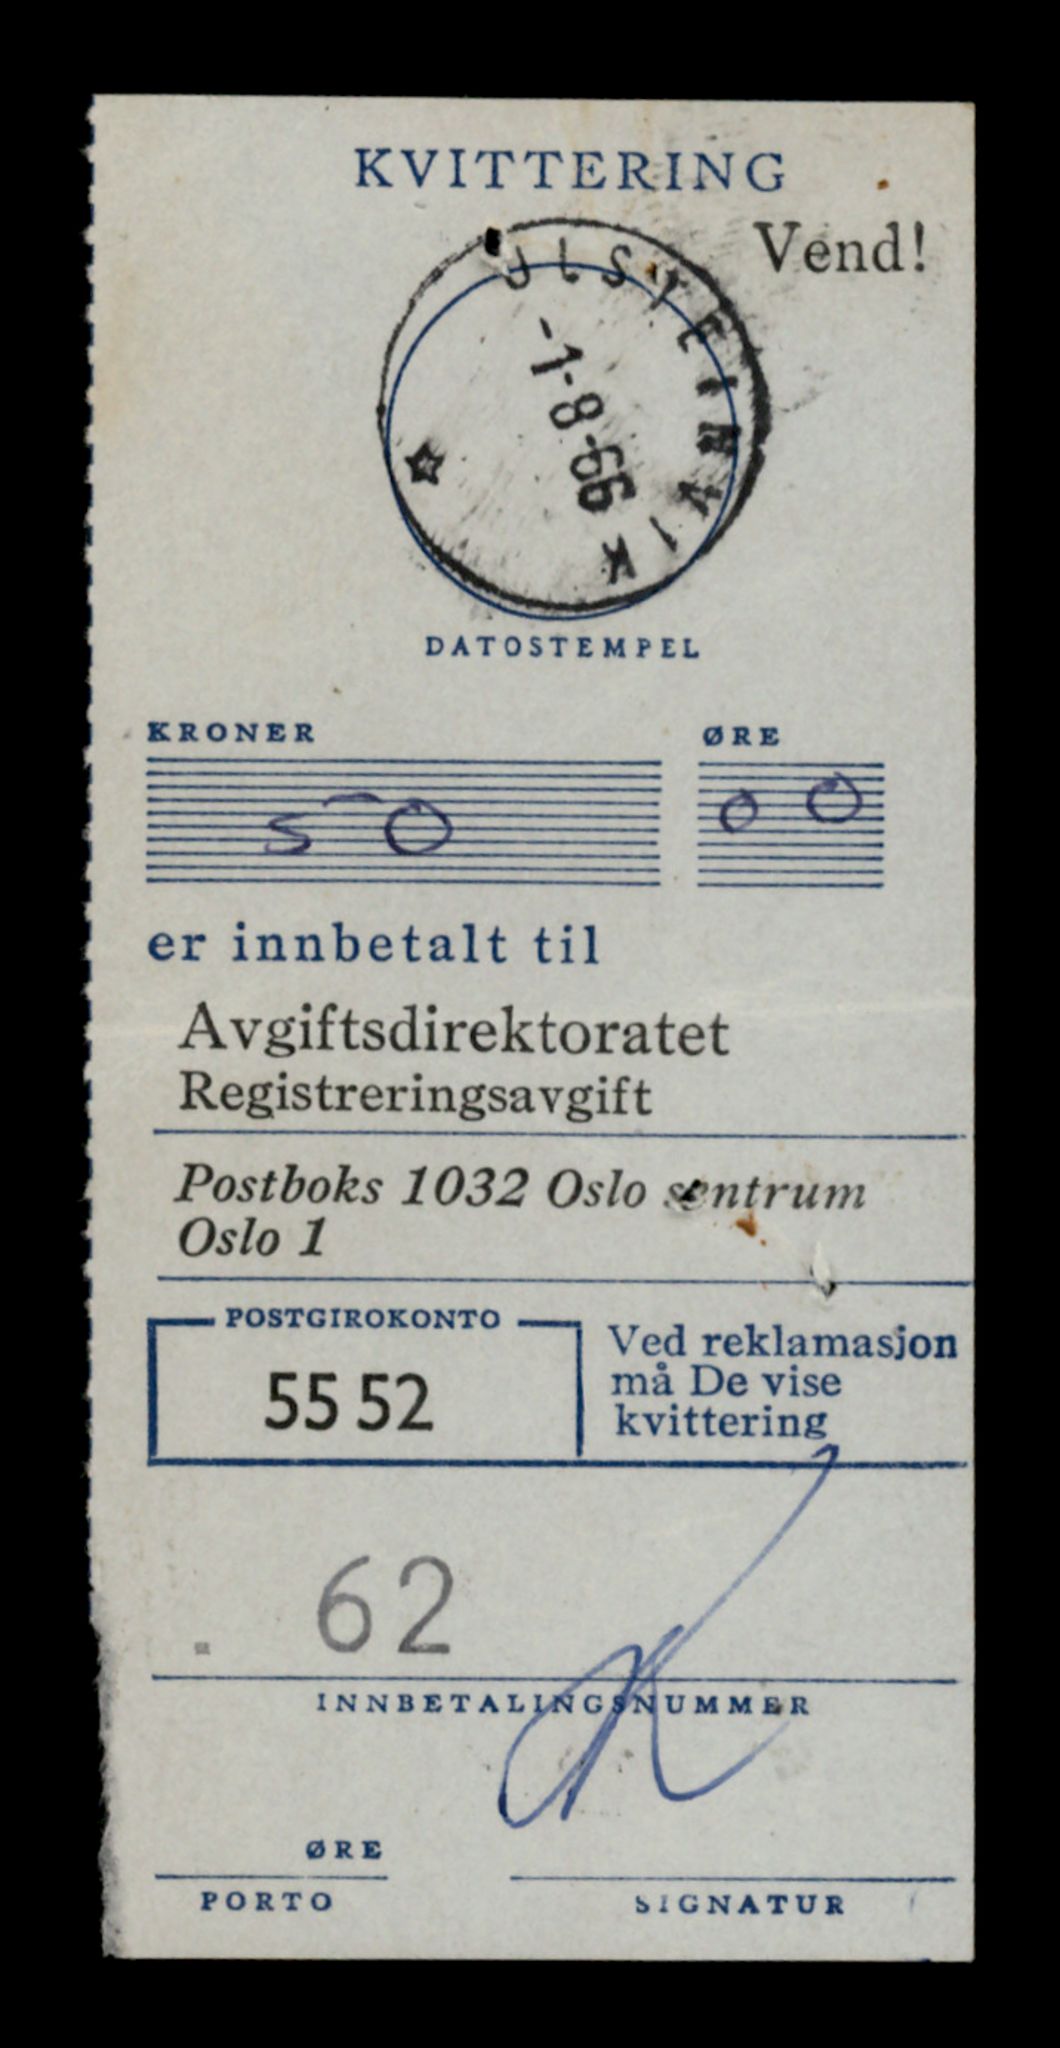 KVITTERING
Vend!
ULSTEINVIK
-1-8-66
DATOSTEMPEL
KRONER ØRE
50 00
er innbetalt til
Avgiftsdirektoratet
Registreringsavgift
Postboks 1032 Oslo sentrum
Oslo 1
POSTGIROKONTO
55 52
Ved reklamasjon
må De vise
kvittering
62
INNBETALINGSNUMMER
ØRE
PORTO SIGNATUR